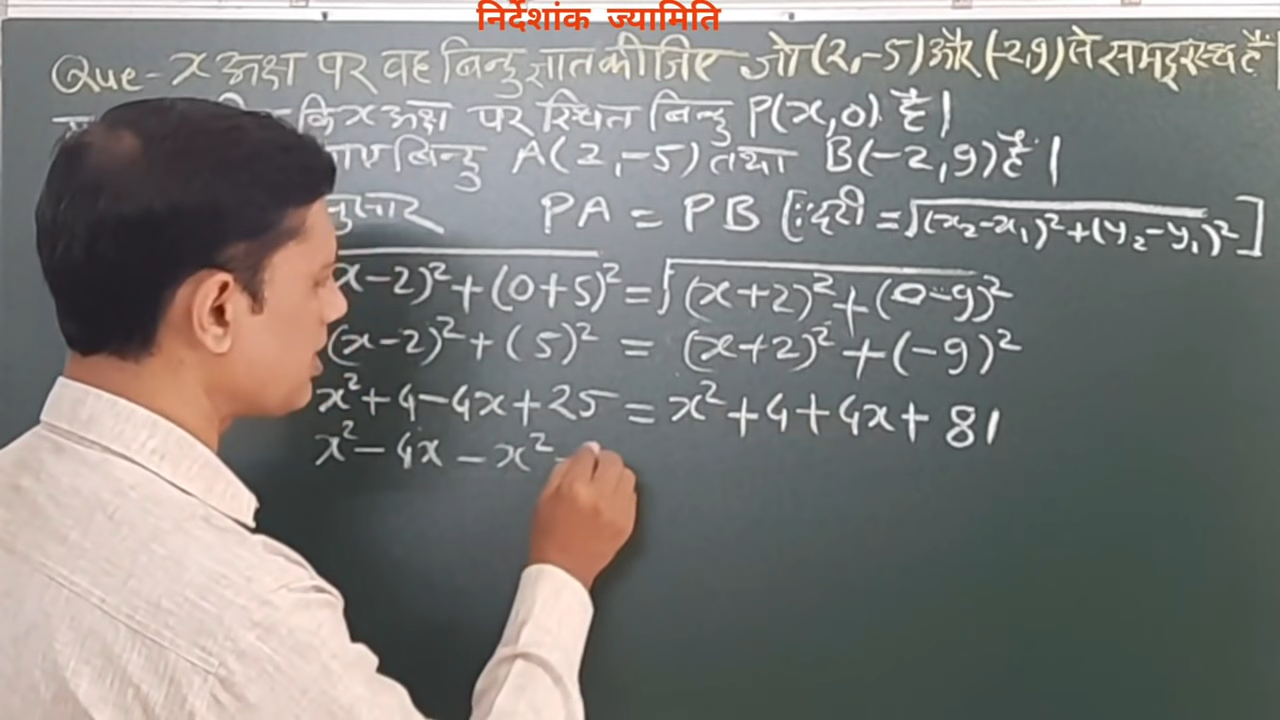 निर्देशांक ज्यामिति
Que - x अक्ष पर वह बिन्दु ज्ञात कीजिए जो (2,-5) और (-2,9) से समदूरस्थ है
कि x अक्ष पर स्थित बिन्दु P(x,0) है।
बिन्दु A(2,-5) तथा B(-2,9) है।
PA = PB [∵ दूरी = √(x₂-x₁)²+(y₂-y₁)²]
x-2)²+(0+5)² = √(x+2)²+(0-9)²
(x-2)²+(5)² = (x+2)²+(-9)²
x²+4-4x+25 = x²+4+4x+81
x²-4x-x²-